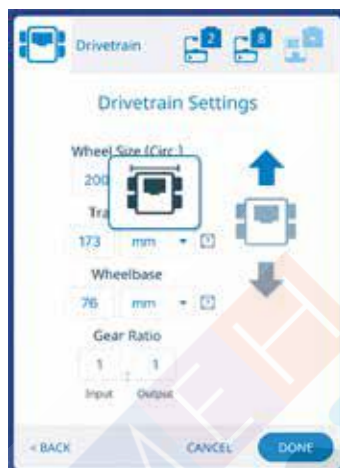 Drivetrain 2 8
Drivetrain Settings
Wheel Size (Circ.)
200
Tra
173 mm
Wheelbase
76 mm
Gear Ratio
1 : 1
Input Output
< BACK CANCEL DONE